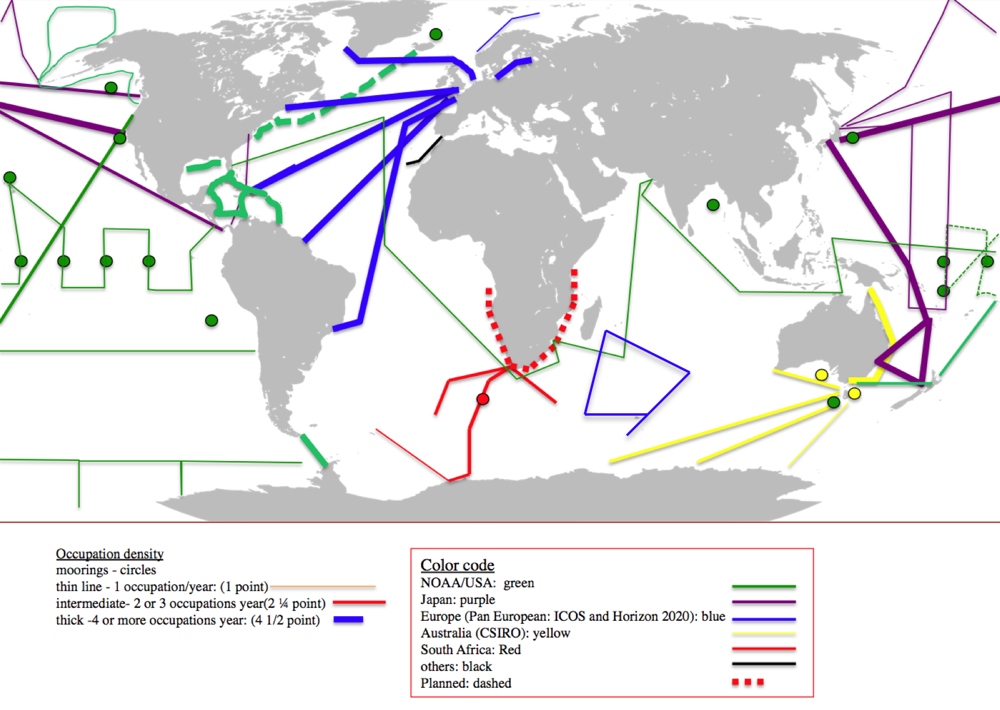 Occupation density
moorings - circles
thin line - 1 occupation/year: (1 point)
intermediate- 2 or 3 occupations year(2 ¼ point)
thick -4 or more occupations year: (4 1/2 point)
Color code
NOAA/USA:  green
Japan: purple
Europe (Pan European: ICOS and Horizon 2020): blue
Australia (CSIRO): yellow
South Africa: Red
others: black
Planned: dashed